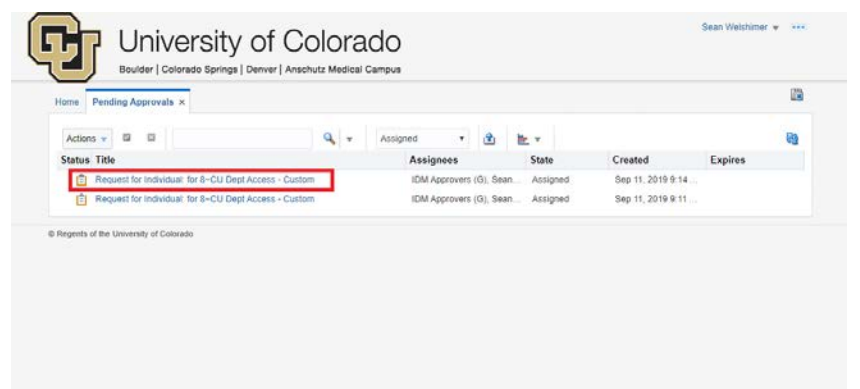 Sean Welshimer
University of Colorado
Boulder | Colorado Springs | Denver | Anschutz Medical Campus
Home Pending Approvals ×
Actions Assigned
Status Title Assignees State Created Expires
Request for Individual: for 8~CU Dept Access - Custom IDM Approvers (G), Sean... Assigned Sep 11, 2019 9:14 ...
Request for Individual: for 8~CU Dept Access - Custom IDM Approvers (G), Sean... Assigned Sep 11, 2019 9:11 ...
© Regents of the University of Colorado